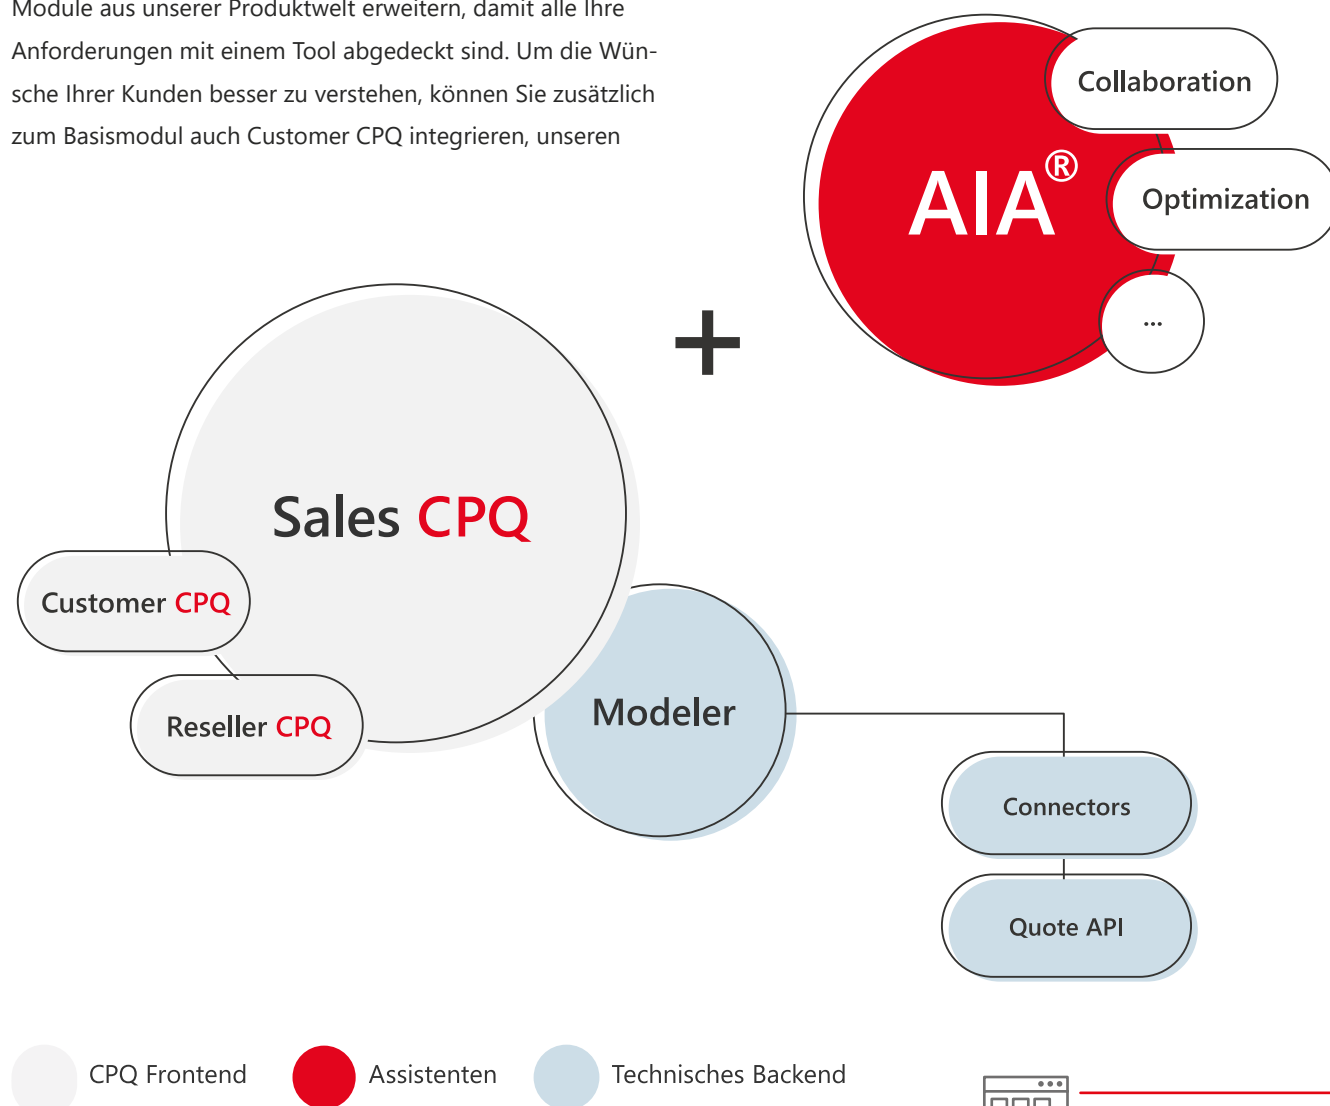 Module aus unserer Produktwelt erweitern, damit alle Ihre
Anforderungen mit einem Tool abgedeckt sind. Um die Wün-
sche Ihrer Kunden besser zu verstehen, können Sie zusätzlich
zum Basismodul auch Customer CPQ integrieren, unseren
Collaboration
AIA®
Optimization
...
+
Sales CPQ
Customer CPQ
Reseller CPQ
Modeler
Connectors
Quote API
CPQ Frontend
Assistenten
Technisches Backend